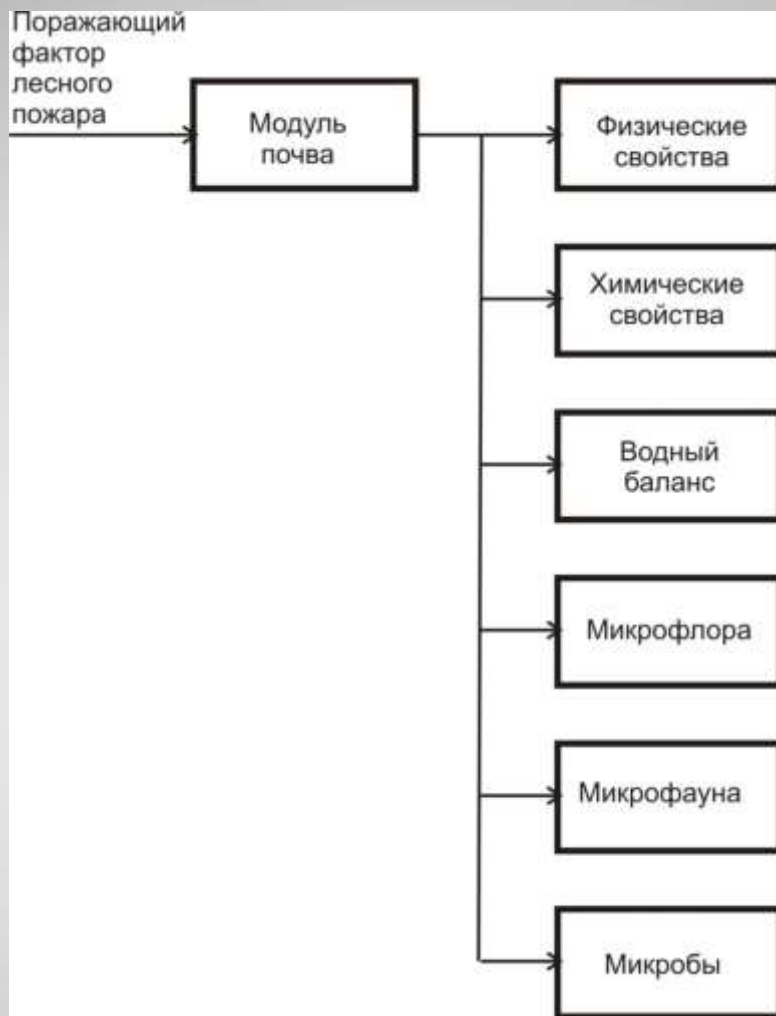 Поражающий
фактор
лесного
пожара
Модуль
почва
Физические
свойства
Химические
свойства
Водный
баланс
Микрофлора
Микрофауна
Микробы